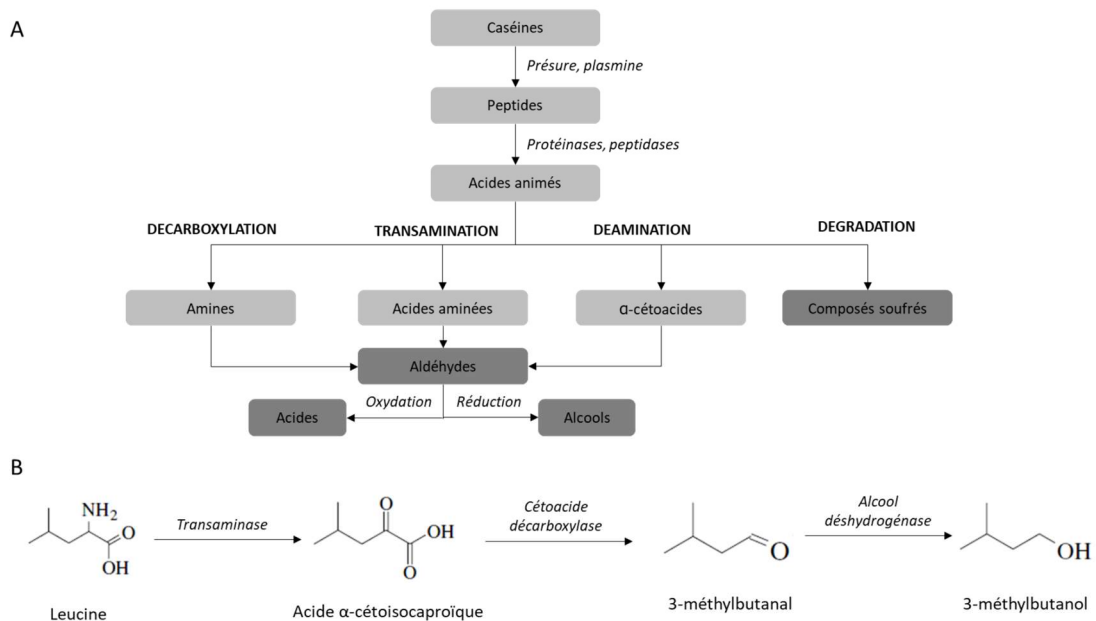 A
Caséines
Présure, plasmine
Peptides
Protéinases, peptidases
Acides animés
DECARBOXYLATION
TRANSAMINATION
DEAMINATION
DEGRADATION
Amines
Acides aminées
α-cétoacides
Composés soufrés
Aldéhydes
Oxydation
Réduction
Acides
Alcools
B
NH2
O
OH
Leucine
Transaminase
O
OH
O
Acide α-cétoisocaproïque
Cétoacide
décarboxylase
O
3-méthylbutanal
Alcool
déshydrogénase
OH
3-méthylbutanol